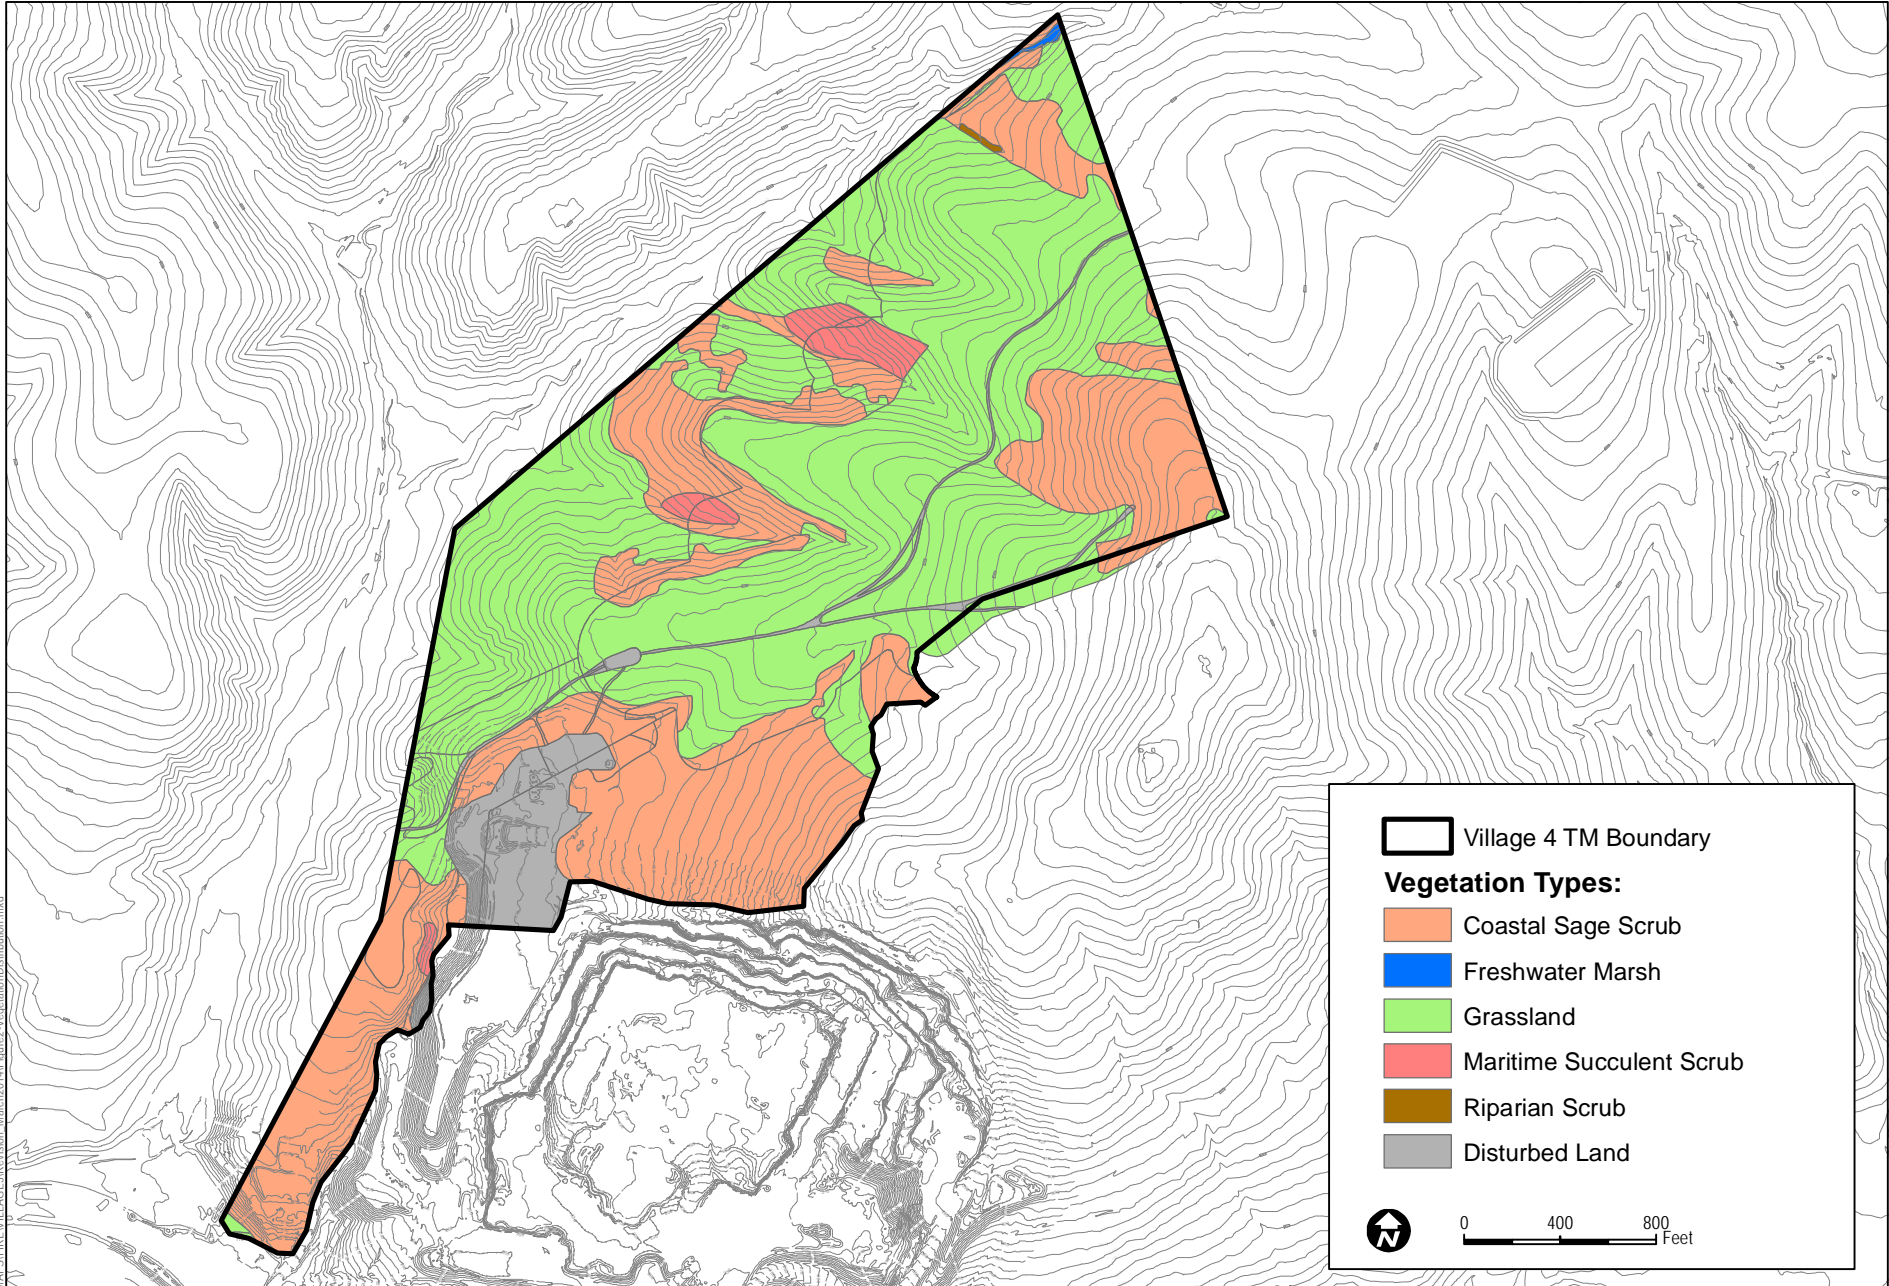 Village 4 TM Boundary
Vegetation Types:
Coastal Sage Scrub
Freshwater Marsh
Grassland
Maritime Succulent Scrub
Riparian Scrub
Disturbed Land
N
0 400 800
Feet